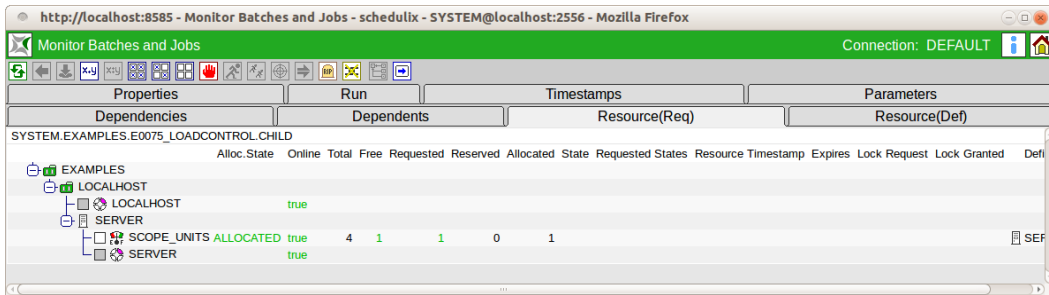 http://localhost:8585 - Monitor Batches and Jobs - schedulix - SYSTEM@localhost:2556 - Mozilla Firefox
Monitor Batches and Jobs Connection: DEFAULT
x,y x:y RIP
Properties Run Timestamps Parameters
Dependencies Dependents Resource(Req) Resource(Def)
SYSTEM.EXAMPLES.E0075_LOADCONTROL.CHILD
Alloc.State Online Total Free Requested Reserved Allocated State Requested States Resource Timestamp Expires Lock Request Lock Granted Defi
EXAMPLES
LOCALHOST
LOCALHOST true
SERVER
SCOPE_UNITS ALLOCATED true 4 1 1 0 1 SER
SERVER true